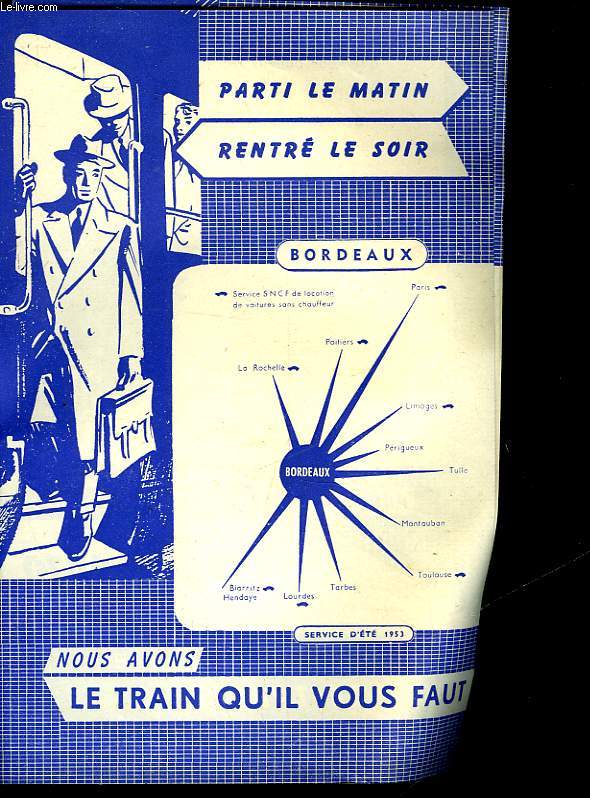 Le-livre.com
PARTI LE MATIN
RENTRÉ LE SOIR
BORDEAUX
Service S.N.C.F de location
de voitures sans chauffeur
Paris
Poitiers
La Rochelle
Limoges
Périgueux
BORDEAUX
Tulle
Montauban
Toulouse
Biarritz
Hendaye
Lourdes
Tarbes
SERVICE D'ÉTÉ 1953
NOUS AVONS
LE TRAIN QU'IL VOUS FAUT